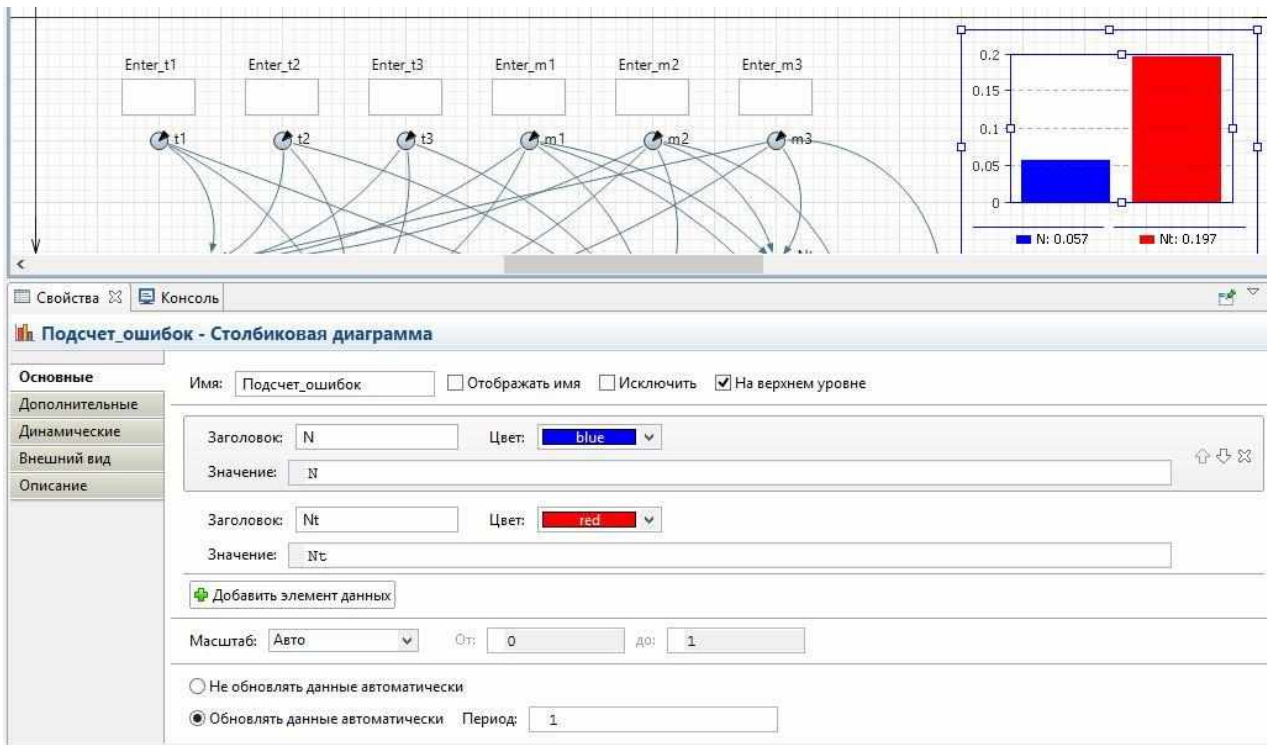 Enter_t1 Enter_t2 Enter_t3 Enter_m1 Enter_m2 Enter_m3
t1 t2 t3 m1 m2 m3
0.2
0.15
0.1
0.05
0
N: 0.057 Nt: 0.197
Свойства Консоль
Подсчет_ошибок - Столбиковая диаграмма
Основные
Дополнительные
Динамические
Внешний вид
Описание
Имя: Подсчет_ошибок Отображать имя Исключить На верхнем уровне
Заголовок: N Цвет: blue
Значение: N
Заголовок: Nt Цвет: red
Значение: Nt
Добавить элемент данных
Масштаб: Авто От: 0 до: 1
Не обновлять данные автоматически
Обновлять данные автоматически Период: 1